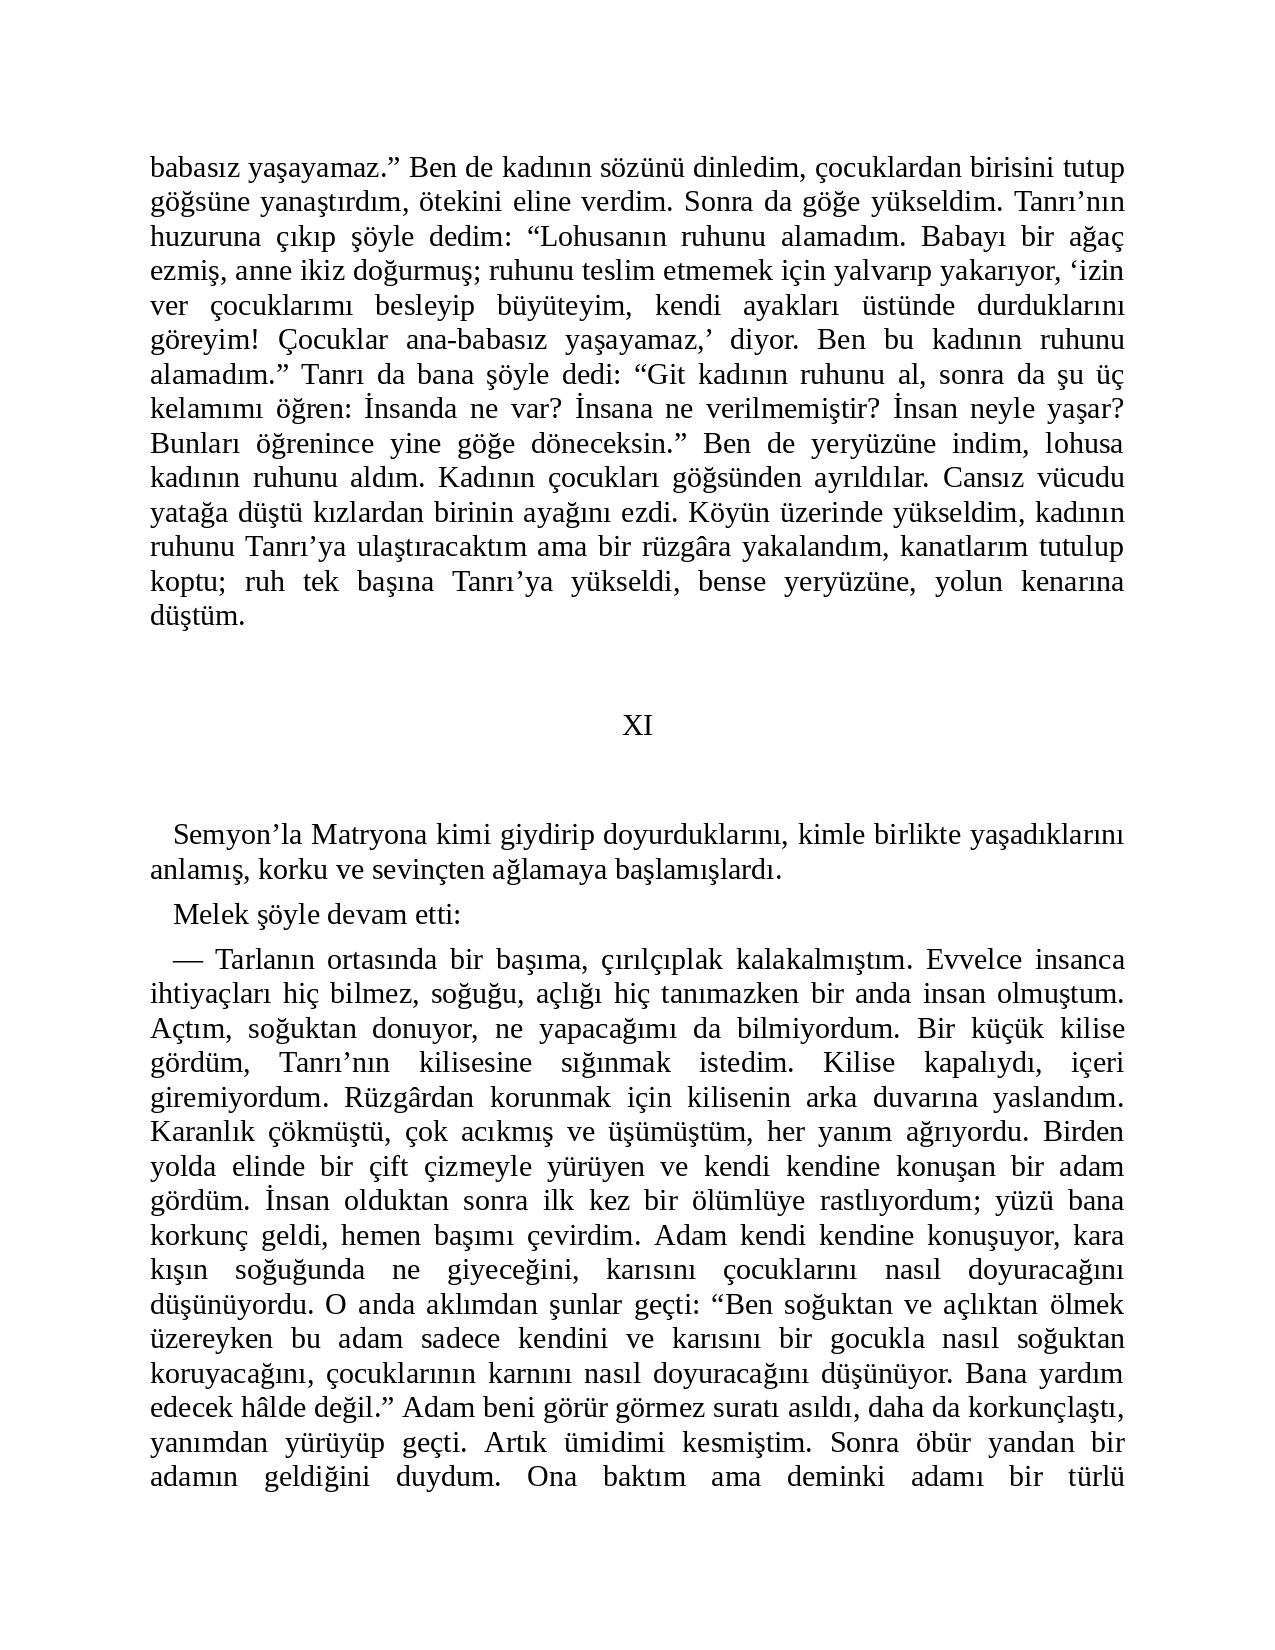 babasız yaşayamaz.” Ben de kadının sözünü dinledim, çocuklardan birisini tutup
göğsüne yanaştırdım, ötekini eline verdim. Sonra da göğe yükseldim. Tanrı’nın
huzuruna çıkıp şöyle dedim: “Lohusanın ruhunu alamadım. Babayı bir ağaç
ezmiş, anne ikiz doğurmuş; ruhunu teslim etmemek için yalvarıp yakarıyor, ‘izin
ver çocuklarımı besleyip büyüteyim, kendi ayakları üstünde durduklarını
göreyim! Çocuklar ana-babasız yaşayamaz,’ diyor. Ben bu kadının ruhunu
alamadım.” Tanrı da bana şöyle dedi: “Git kadının ruhunu al, sonra da şu üç
kelamımı öğren: İnsanda ne var? İnsana ne verilmemiştir? İnsan neyle yaşar?
Bunları öğrenince yine göğe döneceksin.” Ben de yeryüzüne indim, lohusa
kadının ruhunu aldım. Kadının çocukları göğsünden ayrıldılar. Cansız vücudu
yatağa düştü kızlardan birinin ayağını ezdi. Köyün üzerinde yükseldim, kadının
ruhunu Tanrı’ya ulaştıracaktım ama bir rüzgâra yakalandım, kanatlarım tutulup
koptu; ruh tek başına Tanrı’ya yükseldi, bense yeryüzüne, yolun kenarına
düştüm.
XI
Semyon’la Matryona kimi giydirip doyurduklarını, kimle birlikte yaşadıklarını
anlamış, korku ve sevinçten ağlamaya başlamışlardı.
Melek şöyle devam etti:
— Tarlanın ortasında bir başıma, çırılçıplak kalakalmıştım. Evvelce insanca
ihtiyaçları hiç bilmez, soğuğu, açlığı hiç tanımazken bir anda insan olmuştum.
Açtım, soğuktan donuyor, ne yapacağımı da bilmiyordum. Bir küçük kilise
gördüm, Tanrı’nın kilisesine sığınmak istedim. Kilise kapalıydı, içeri
giremiyordum. Rüzgârdan korunmak için kilisenin arka duvarına yaslandım.
Karanlık çökmüştü, çok acıkmış ve üşümüştüm, her yanım ağrıyordu. Birden
yolda elinde bir çift çizmeyle yürüyen ve kendi kendine konuşan bir adam
gördüm. İnsan olduktan sonra ilk kez bir ölümlüye rastlıyordum; yüzü bana
korkunç geldi, hemen başımı çevirdim. Adam kendi kendine konuşuyor, kara
kışın soğuğunda ne giyeceğini, karısını çocuklarını nasıl doyuracağını
düşünüyordu. O anda aklımdan şunlar geçti: “Ben soğuktan ve açlıktan ölmek
üzereyken bu adam sadece kendini ve karısını bir gocukla nasıl soğuktan
koruyacağını, çocuklarının karnını nasıl doyuracağını düşünüyor. Bana yardım
edecek hâlde değil.” Adam beni görür görmez suratı asıldı, daha da korkunçlaştı,
yanımdan yürüyüp geçti. Artık ümidimi kesmiştim. Sonra öbür yandan bir
adamın geldiğini duydum. Ona baktım ama deminki adamı bir türlü